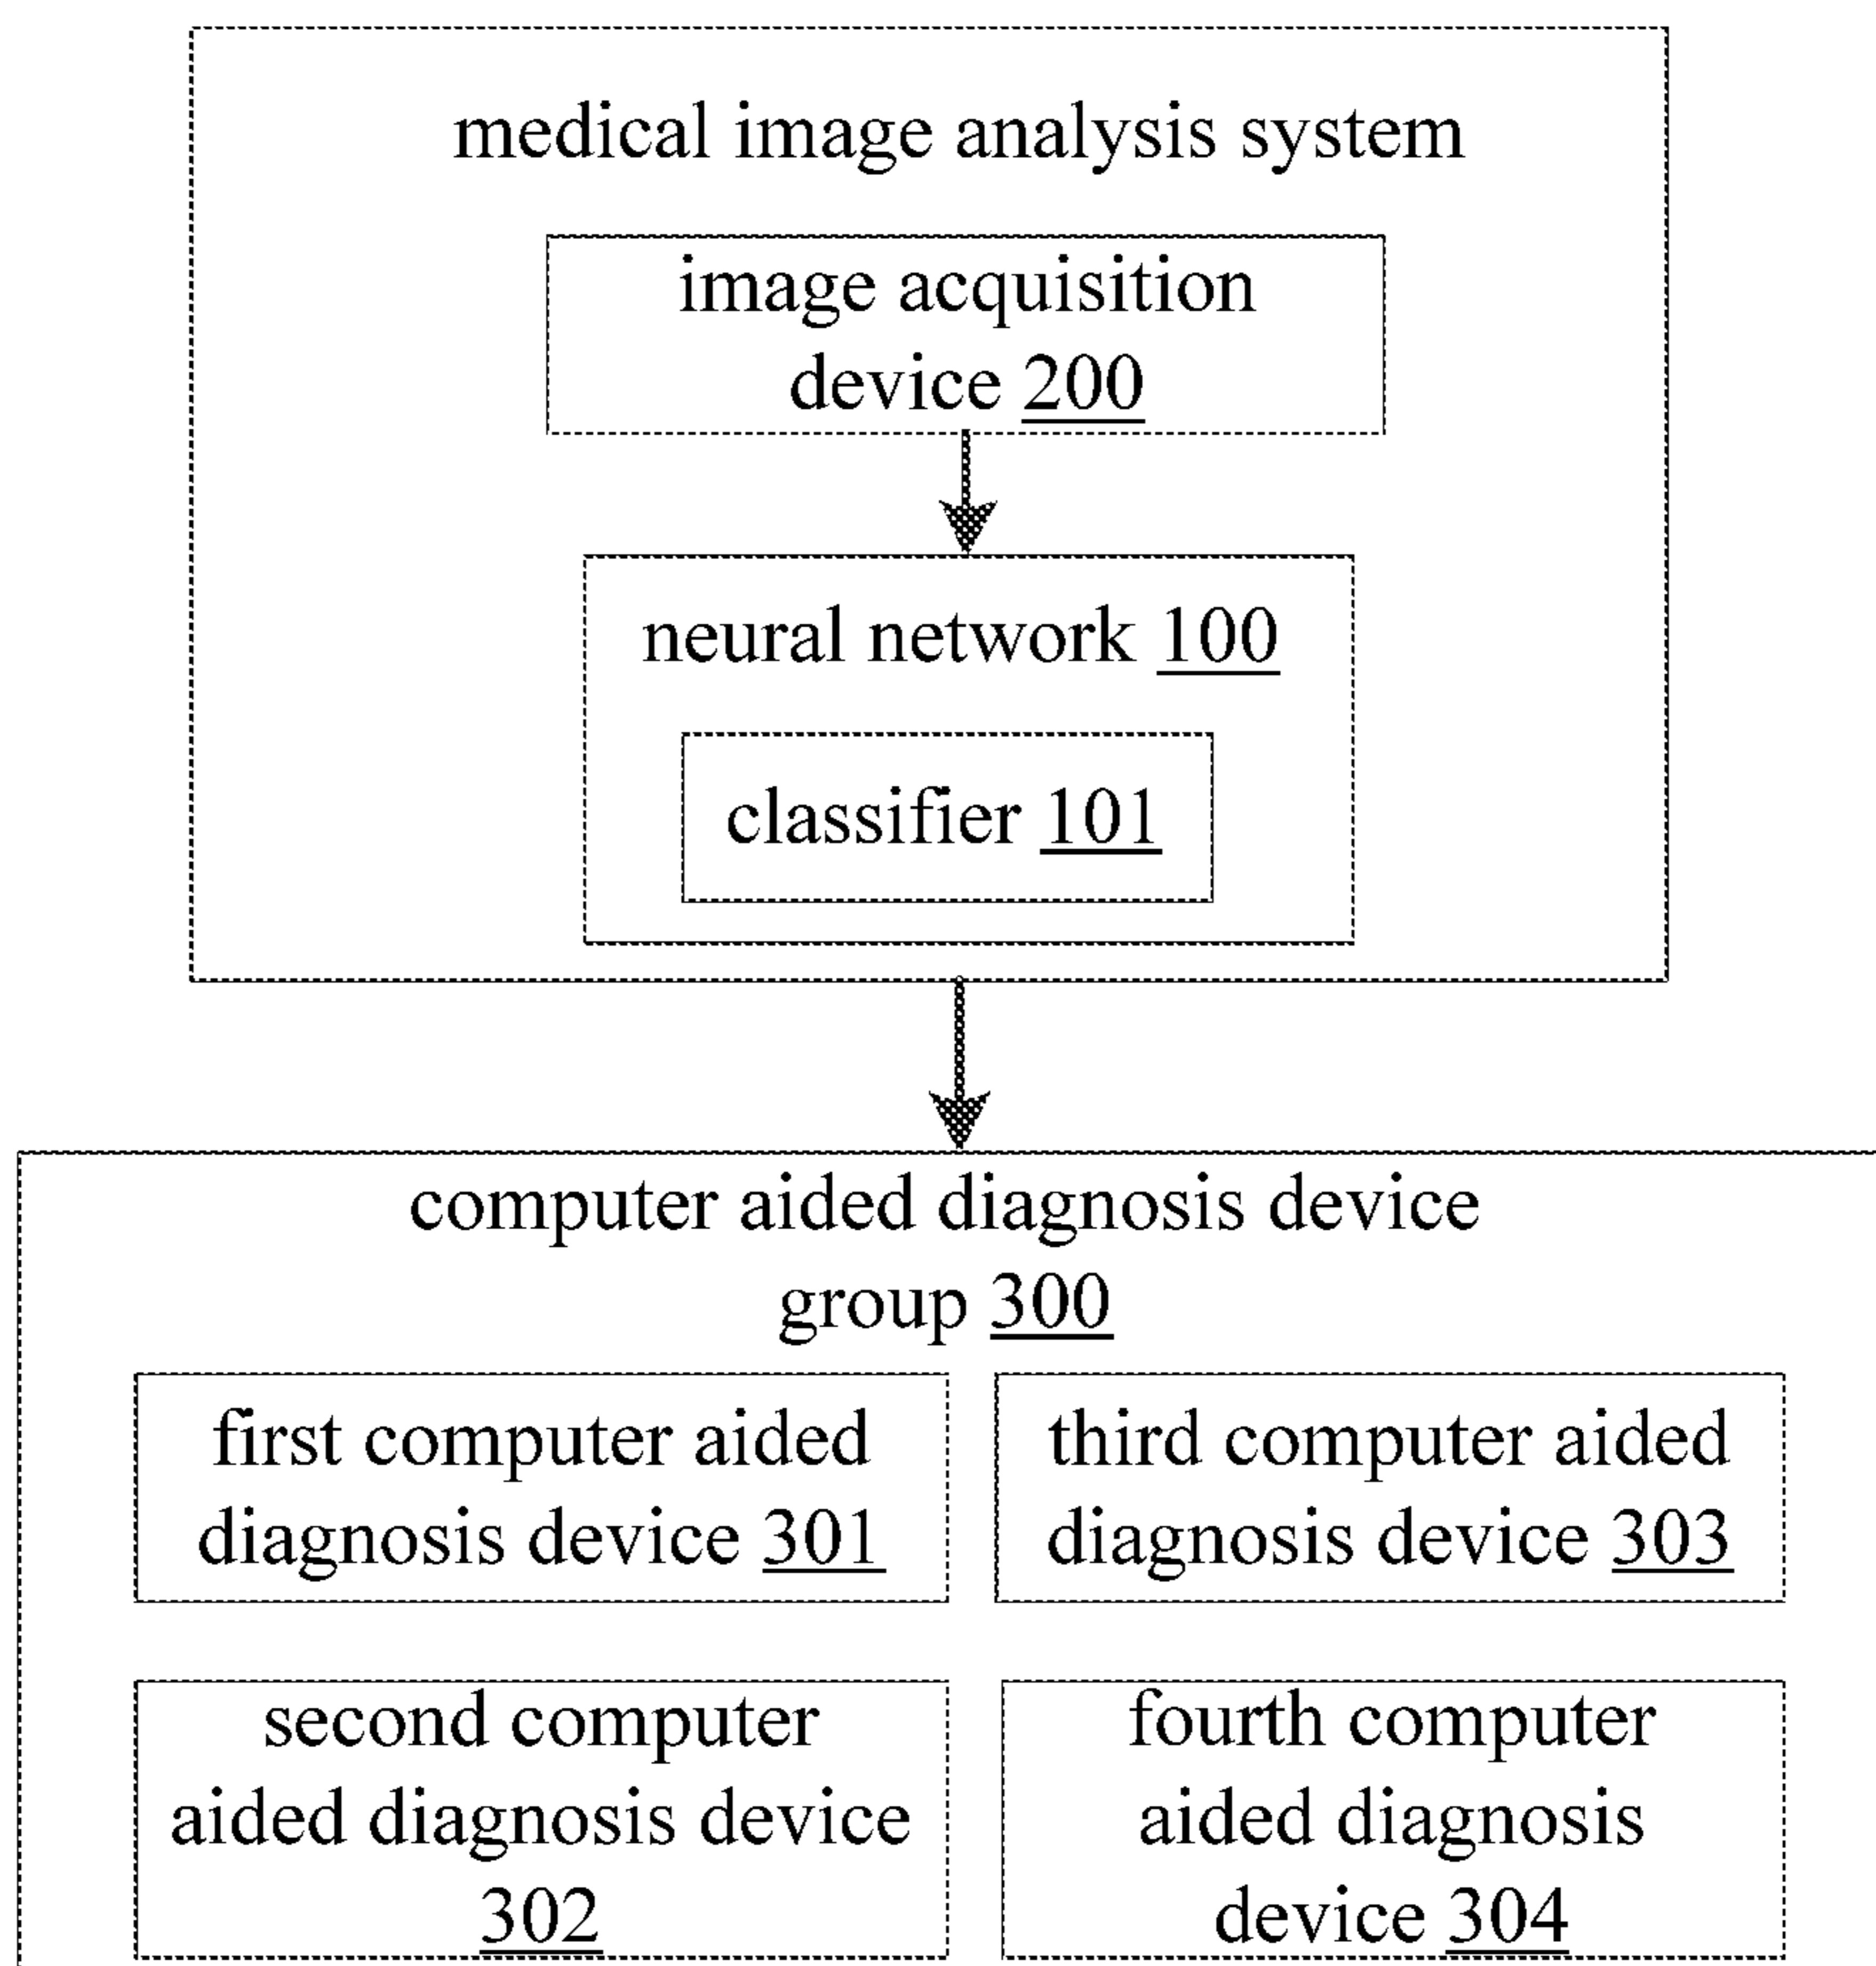 medical image analysis system
image acquisition
device 200
neural network 100
classifier 101
computer aided diagnosis device
group 300
first computer aided
diagnosis device 301
third computer aided
diagnosis device 303
second computer
aided diagnosis device
302
fourth computer
aided diagnosis
device 304